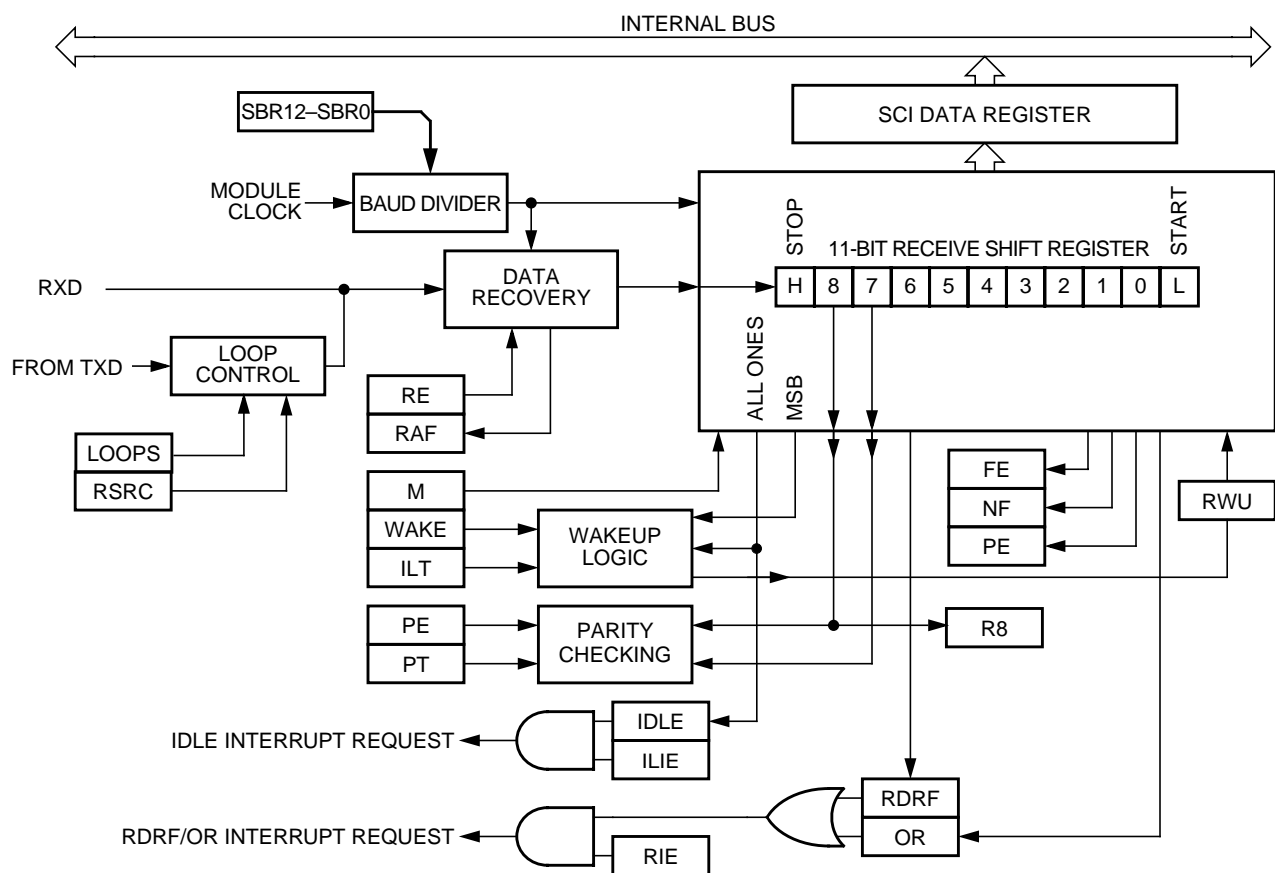 INTERNAL BUS
SBR12–SBR0
SCI DATA REGISTER
MODULE
CLOCK
BAUD DIVIDER
STOP
11-BIT RECEIVE SHIFT REGISTER
START
RXD
DATA
RECOVERY
H 8 7 6 5 4 3 2 1 0 L
FROM TXD
LOOP
CONTROL
ALL ONES
MSB
RE
RAF
LOOPS
RSRC
M
WAKE
ILT
WAKEUP
LOGIC
FE
NF
PE
RWU
PE
PT
PARITY
CHECKING
R8
IDLE INTERRUPT REQUEST
IDLE
ILIE
RDRF/OR INTERRUPT REQUEST
RDRF
OR
RIE